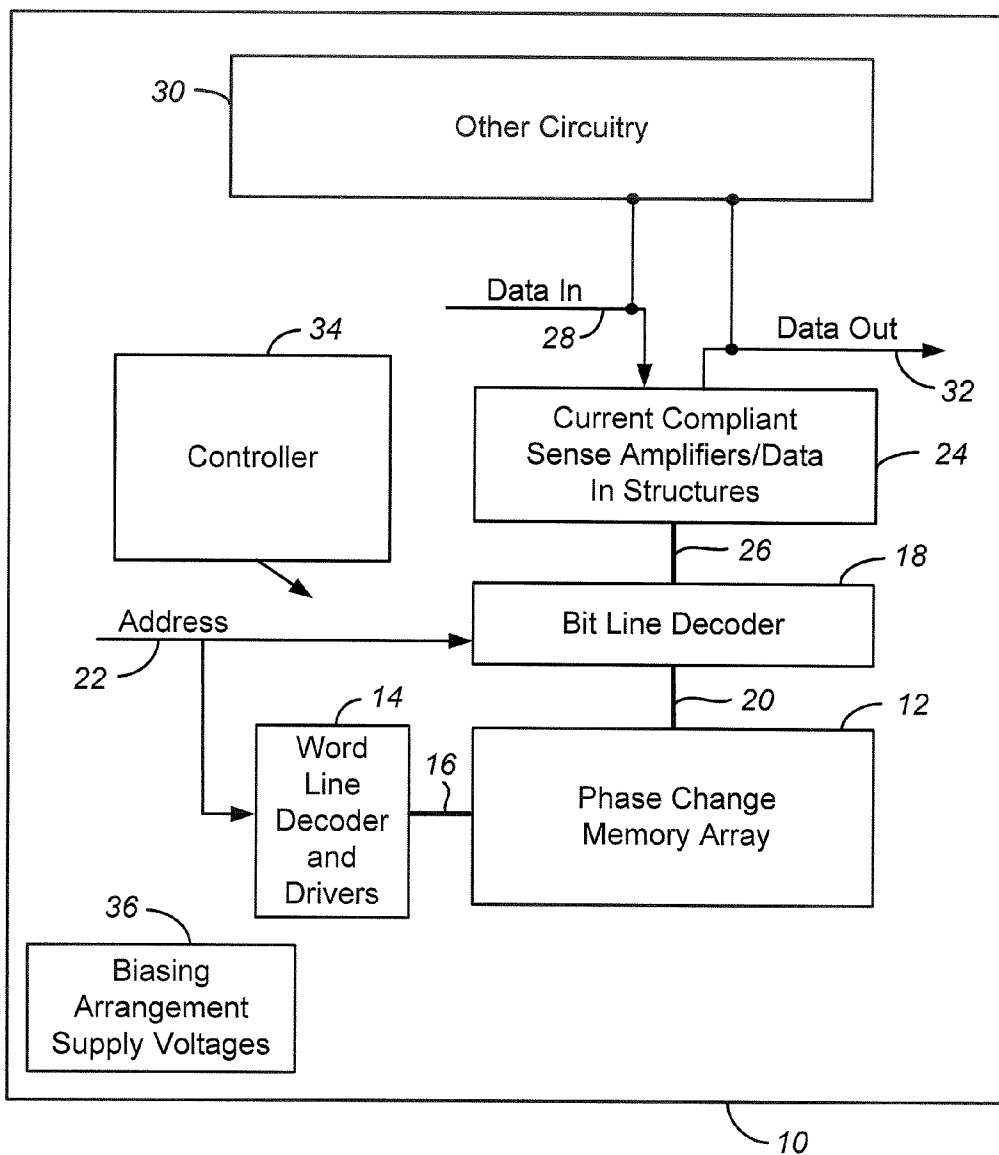 30
Other Circuitry
Data In
28
Data Out
32
34
Controller
Current Compliant
Sense Amplifiers/Data
In Structures
24
26
18
Bit Line Decoder
Address
22
20
12
14
Word
Line
Decoder
and
Drivers
16
Phase Change
Memory Array
36
Biasing
Arrangement
Supply Voltages
10